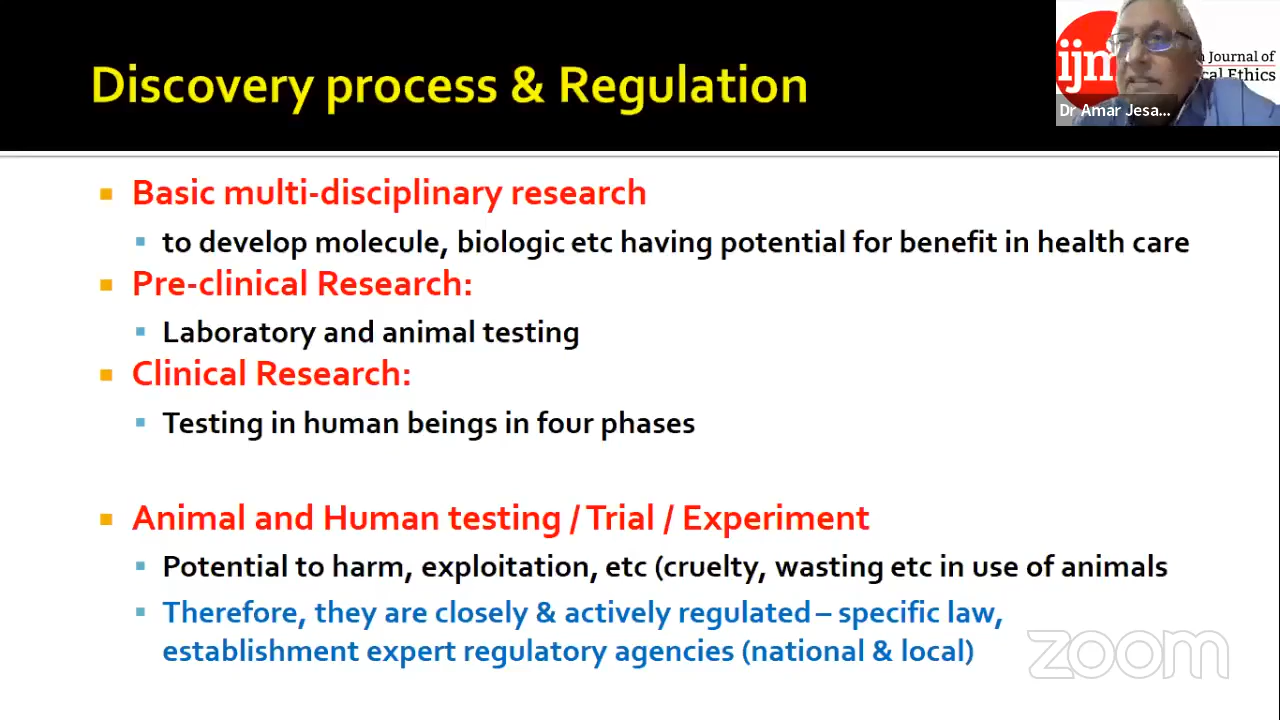 Discovery process & Regulation
ijm
Journal of
cal Ethics
Dr Amar Jesa...
Basic multi-disciplinary research
to develop molecule, biologic etc having potential for benefit in health care
Pre-clinical Research:
Laboratory and animal testing
Clinical Research:
Testing in human beings in four phases
Animal and Human testing / Trial / Experiment
Potential to harm, exploitation, etc (cruelty, wasting etc in use of animals
Therefore, they are closely & actively regulated – specific law,
establishment expert regulatory agencies (national & local)
zoom